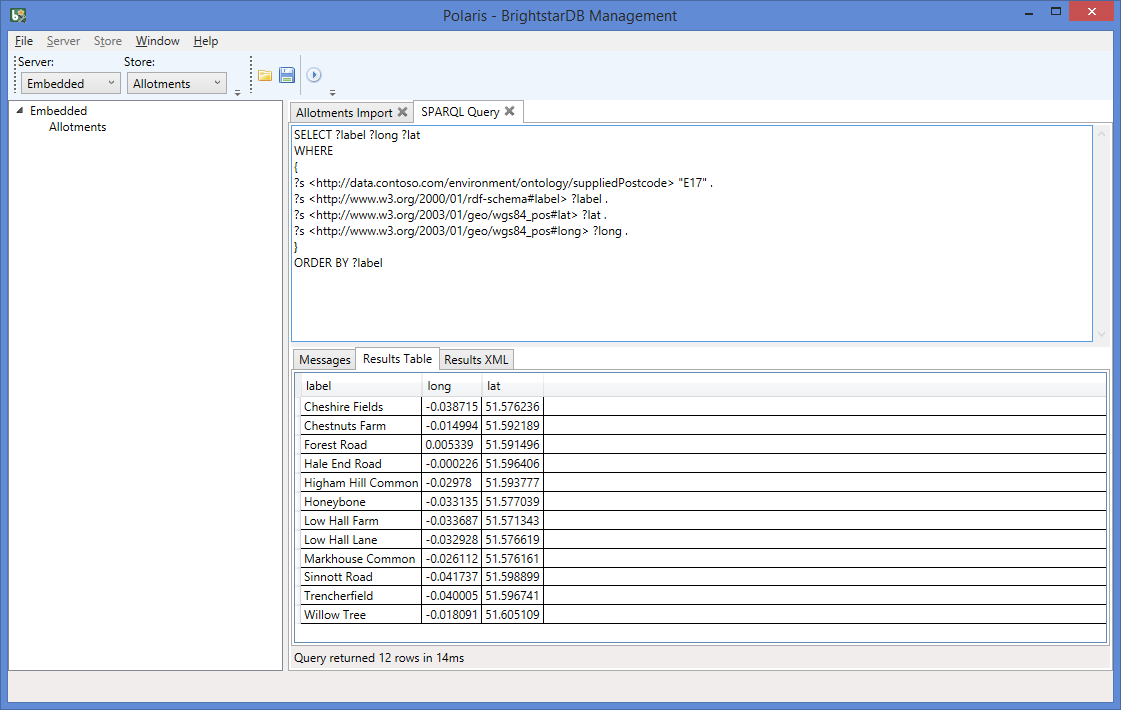 Polaris - BrightstarDB Management
File Server Store Window Help
Server: Store:
Embedded Allotments
Embedded
Allotments
Allotments Import SPARQL Query
SELECT ?label ?long ?lat
WHERE
{
?s <http://data.contoso.com/environment/ontology/suppliedPostcode> "E17" .
?s <http://www.w3.org/2000/01/rdf-schema#label> ?label .
?s <http://www.w3.org/2003/01/geo/wgs84_pos#lat> ?lat .
?s <http://www.w3.org/2003/01/geo/wgs84_pos#long> ?long .
}
ORDER BY ?label
Messages Results Table Results XML
label long lat
Cheshire Fields -0.038715 51.576236
Chestnuts Farm -0.014994 51.592189
Forest Road 0.005339 51.591496
Hale End Road -0.000226 51.596406
Higham Hill Common -0.02978 51.593777
Honeybone -0.033135 51.577039
Low Hall Farm -0.033687 51.571343
Low Hall Lane -0.032928 51.576619
Markhouse Common -0.026112 51.576161
Sinnott Road -0.041737 51.598899
Trencherfield -0.040005 51.596741
Willow Tree -0.018091 51.605109
Query returned 12 rows in 14ms